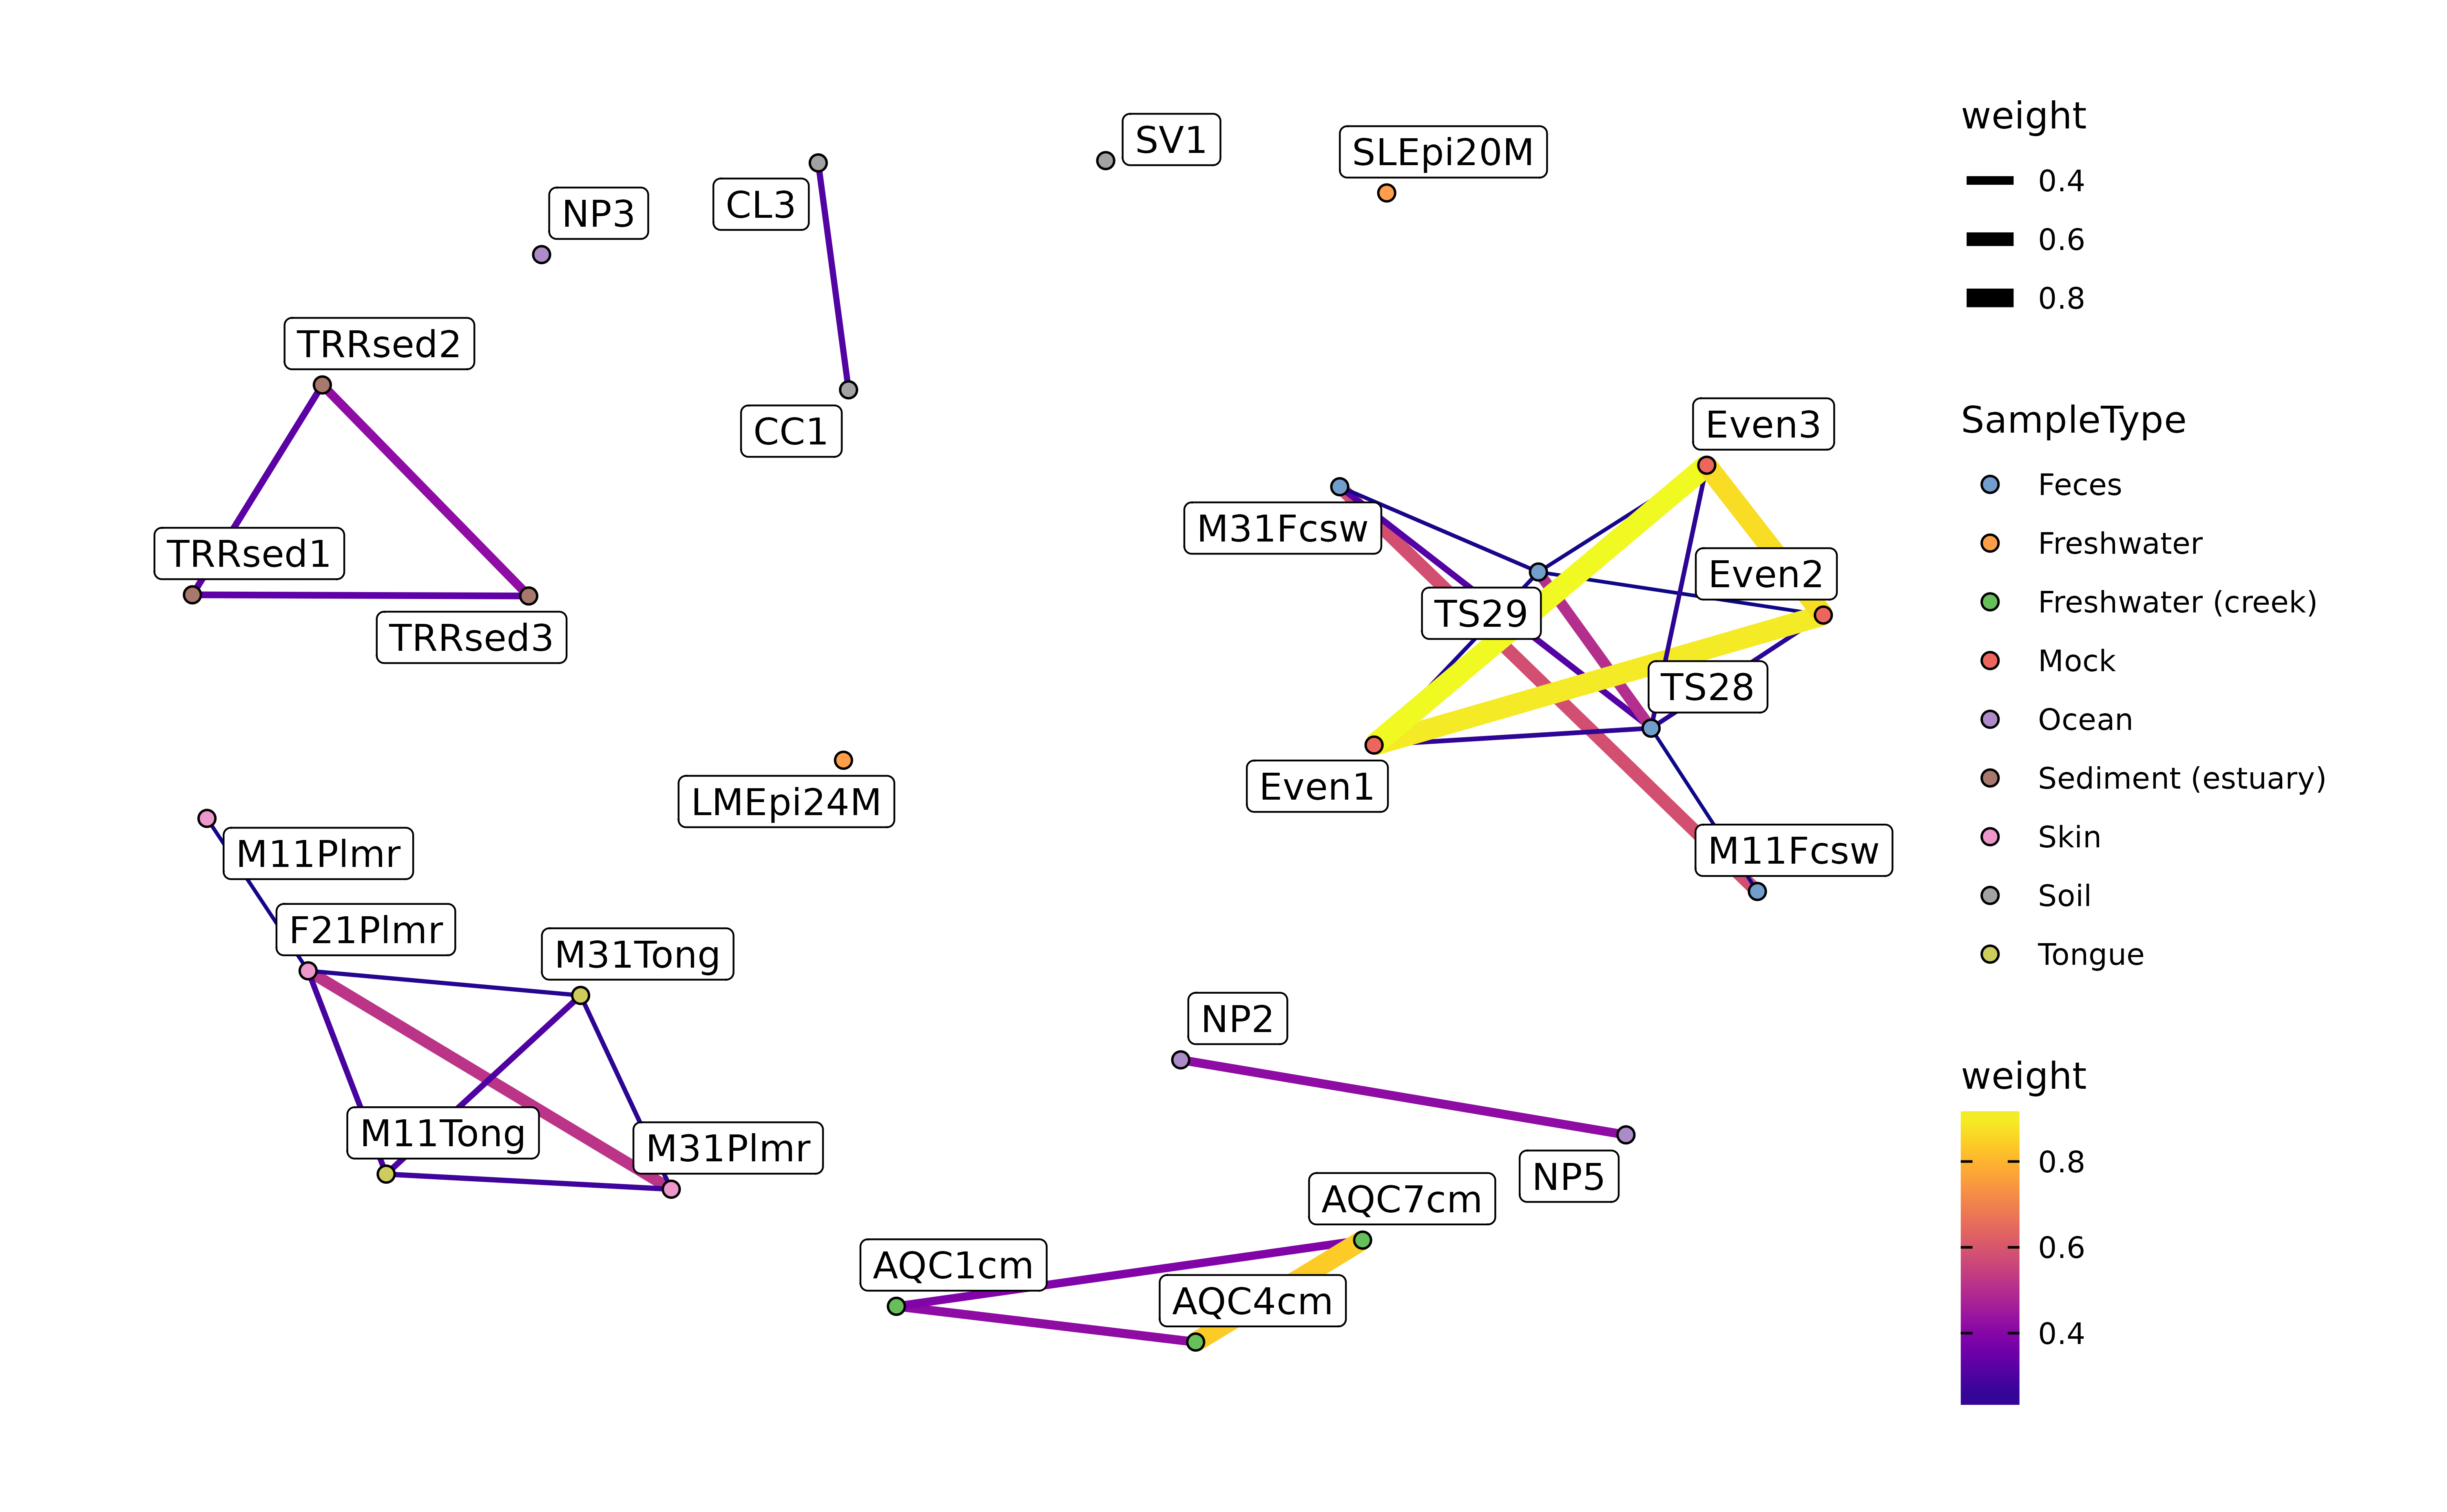 SV1
SLEpi20M
CL3
NP3
TRRsed2
CC1
Even3
M31Fcsw
TRRsed1
Even2
TS29
TRRsed3
TS28
Even1
LMEpi24M
M11Plmr
M11Fcsw
F21Plmr
M31Tong
NP2
M11Tong
M31Plmr
NP5
AQC7cm
AQC1cm
AQC4cm
weight
0.4
0.6
0.8
SampleType
Feces
Freshwater
Freshwater (creek)
Mock
Ocean
Sediment (estuary)
Skin
Soil
Tongue
weight
0.8
0.6
0.4